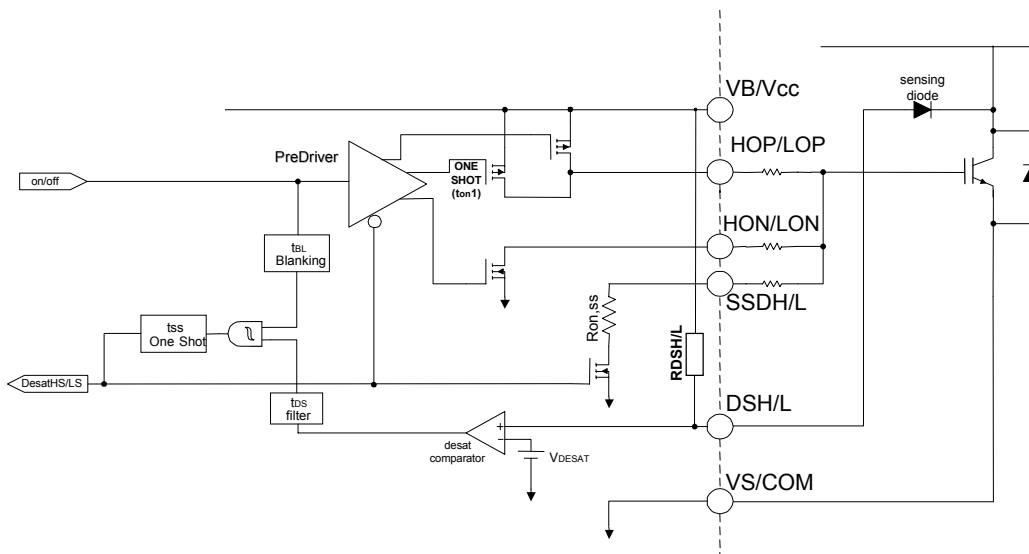 VB/Vcc
sensing
diode
HOP/LOP
PreDriver
ONE
SHOT
(ton1)
on/off
HON/LON
tBL
Blanking
SSDH/L
Ron,ss
tss
One Shot
RDSH/L
DesatHS/LS
tDS
filter
DSH/L
+
-
desat
comparator
VDESAT
VS/COM